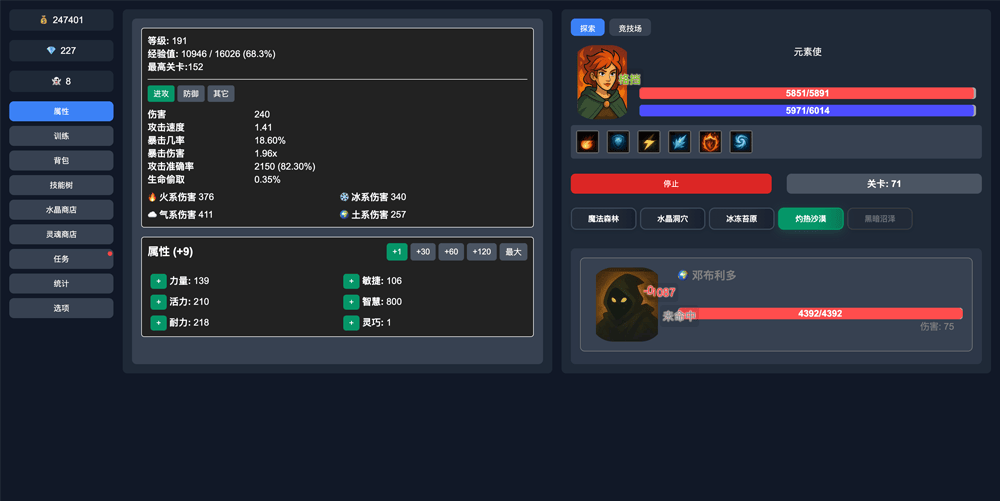 247401
227
8
属性
训练
背包
技能树
水晶商店
灵魂商店
任务
统计
选项
等级: 191
经验值: 10946 / 16026 (68.3%)
最高关卡:152
进攻 防御 其它
伤害 240
攻击速度 1.41
暴击几率 18.60%
暴击伤害 1.96x
攻击准确率 2150 (82.30%)
生命偷取 0.35%
火系伤害 376 冰系伤害 340
气系伤害 411 土系伤害 257
属性 (+9) +1 +30 +60 +120 最大
+ 力量: 139 + 敏捷: 106
+ 活力: 210 + 智慧: 800
+ 耐力: 218 + 灵巧: 1
探索 竞技场
元素使
格挡
5851/5891
5971/6014
停止 关卡: 71
魔法森林 水晶洞穴 冰冻苔原 灼热沙漠 黑暗沼泽
邓布利多
未命中
4392/4392
伤害: 75